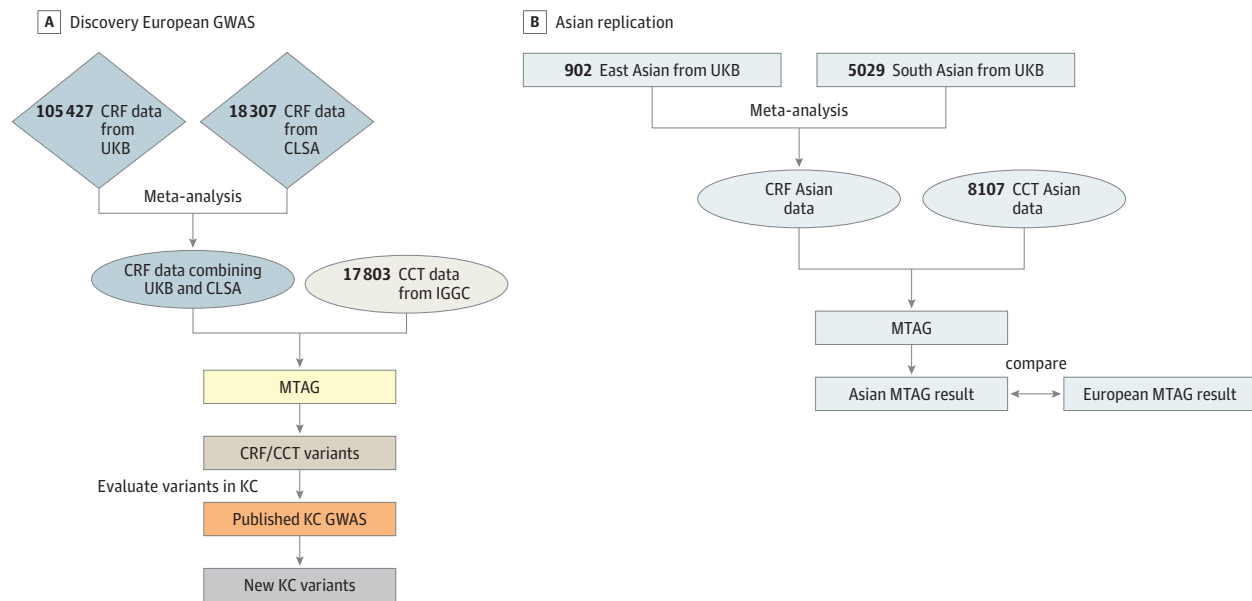 A Discovery European GWAS
105 427 CRF data
from
UKB
18 307 CRF data
from
CLSA
Meta-analysis
CRF data combining
UKB and CLSA
17 803 CCT data
from IGGC
MTAG
CRF/CCT variants
Evaluate variants in KC
Published KC GWAS
New KC variants
B Asian replication
902 East Asian from UKB
5029 South Asian from UKB
Meta-analysis
CRF Asian
data
8107 CCT Asian
data
MTAG
compare
Asian MTAG result
European MTAG result